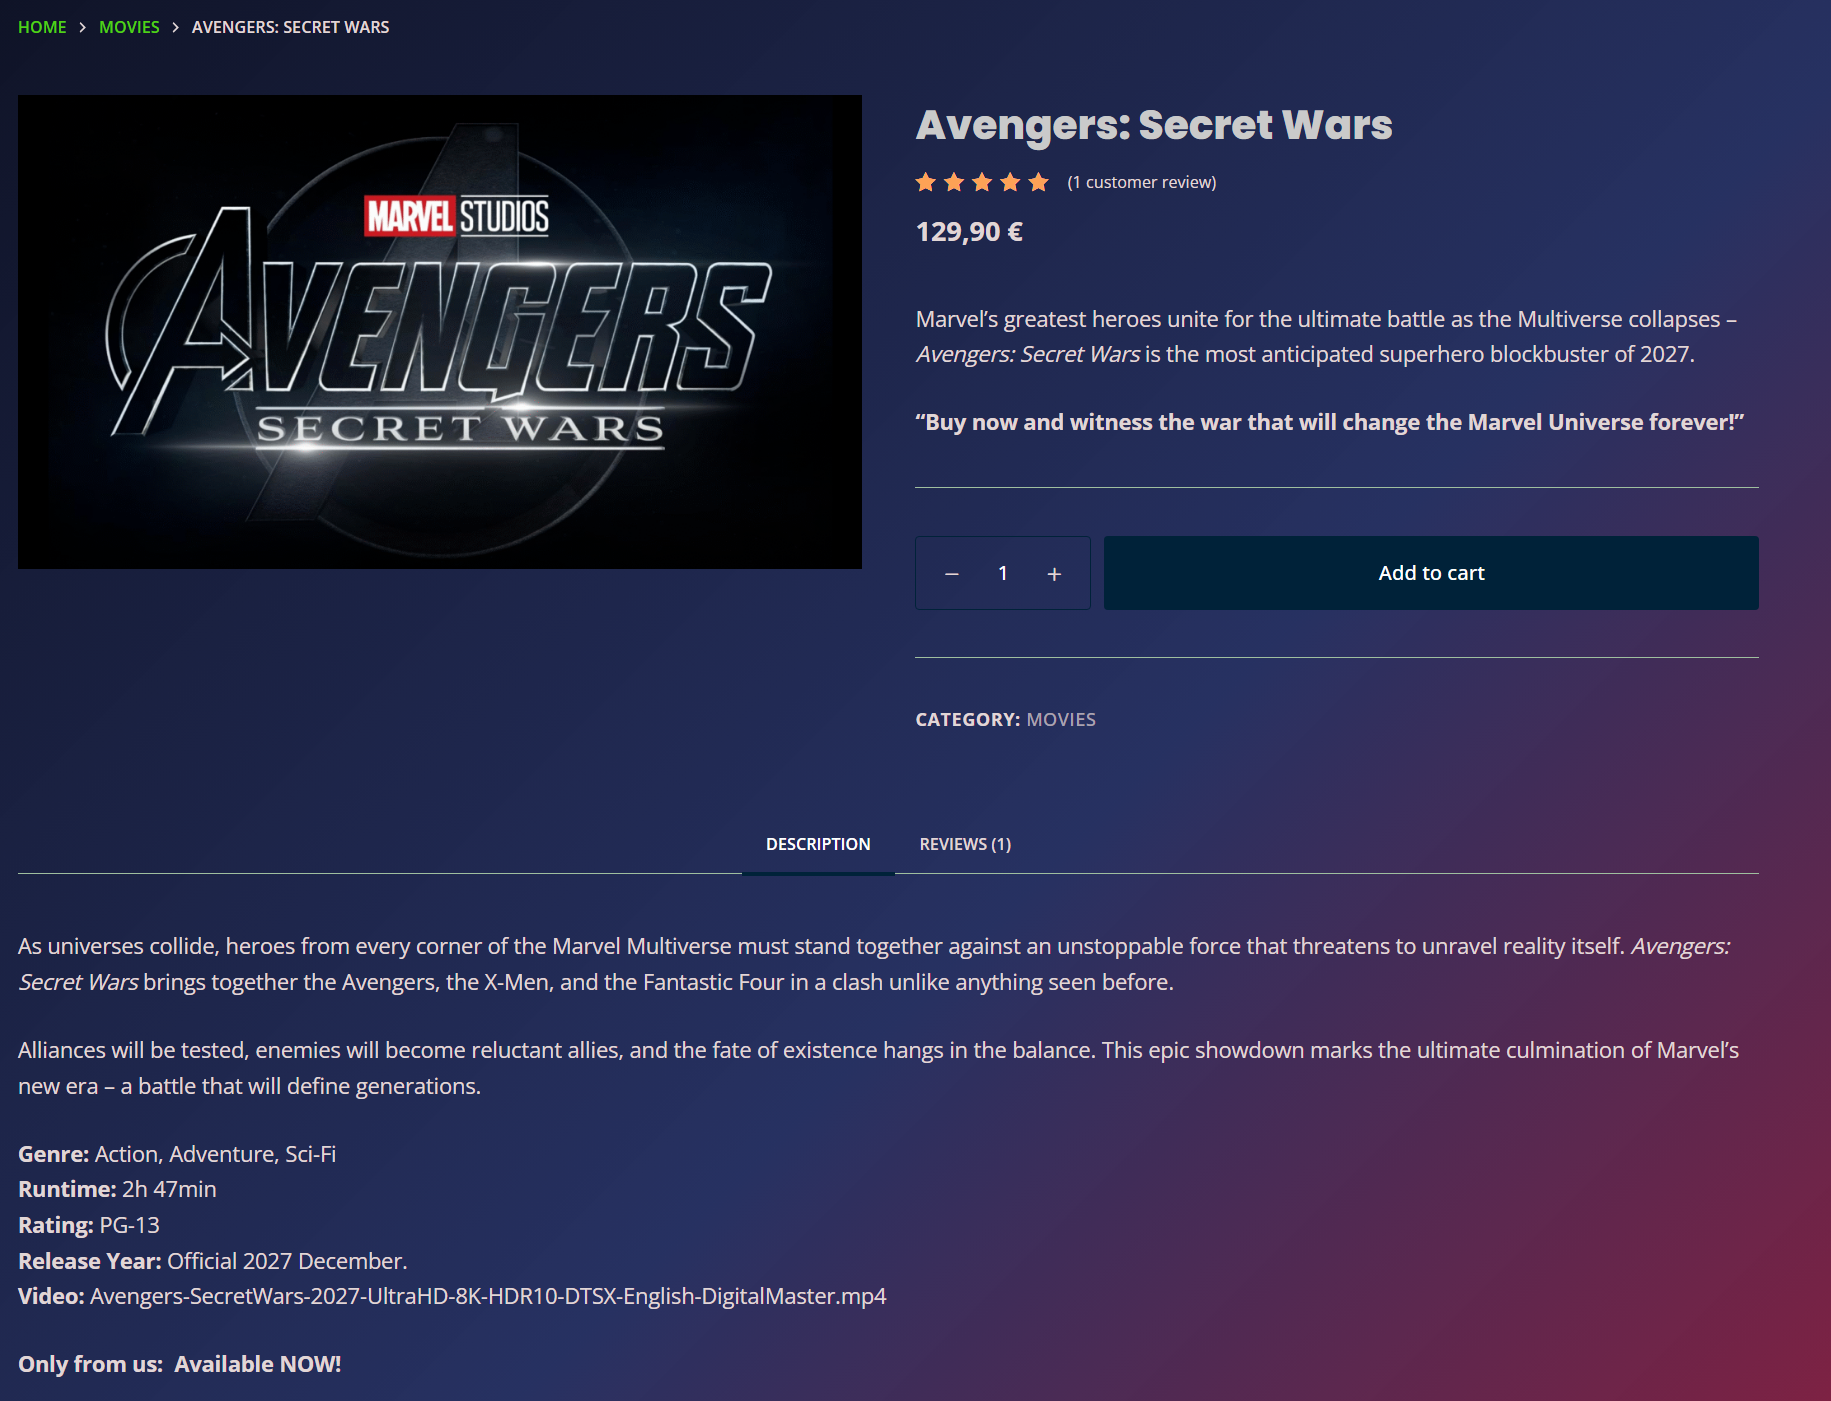 HOME > MOVIES > AVENGERS: SECRET WARS
MARVEL STUDIOS
AVENGERS
SECRET WARS
Avengers: Secret Wars
(1 customer review)
129,90 €
Marvel’s greatest heroes unite for the ultimate battle as the Multiverse collapses –
Avengers: Secret Wars is the most anticipated superhero blockbuster of 2027.
“Buy now and witness the war that will change the Marvel Universe forever!”
− 1 +
Add to cart
CATEGORY: MOVIES
DESCRIPTION
REVIEWS (1)
As universes collide, heroes from every corner of the Marvel Multiverse must stand together against an unstoppable force that threatens to unravel reality itself. Avengers:
Secret Wars brings together the Avengers, the X-Men, and the Fantastic Four in a clash unlike anything seen before.
Alliances will be tested, enemies will become reluctant allies, and the fate of existence hangs in the balance. This epic showdown marks the ultimate culmination of Marvel’s
new era – a battle that will define generations.
Genre: Action, Adventure, Sci-Fi
Runtime: 2h 47min
Rating: PG-13
Release Year: Official 2027 December.
Video: Avengers-SecretWars-2027-UltraHD-8K-HDR10-DTSX-English-DigitalMaster.mp4
Only from us:  Available NOW!